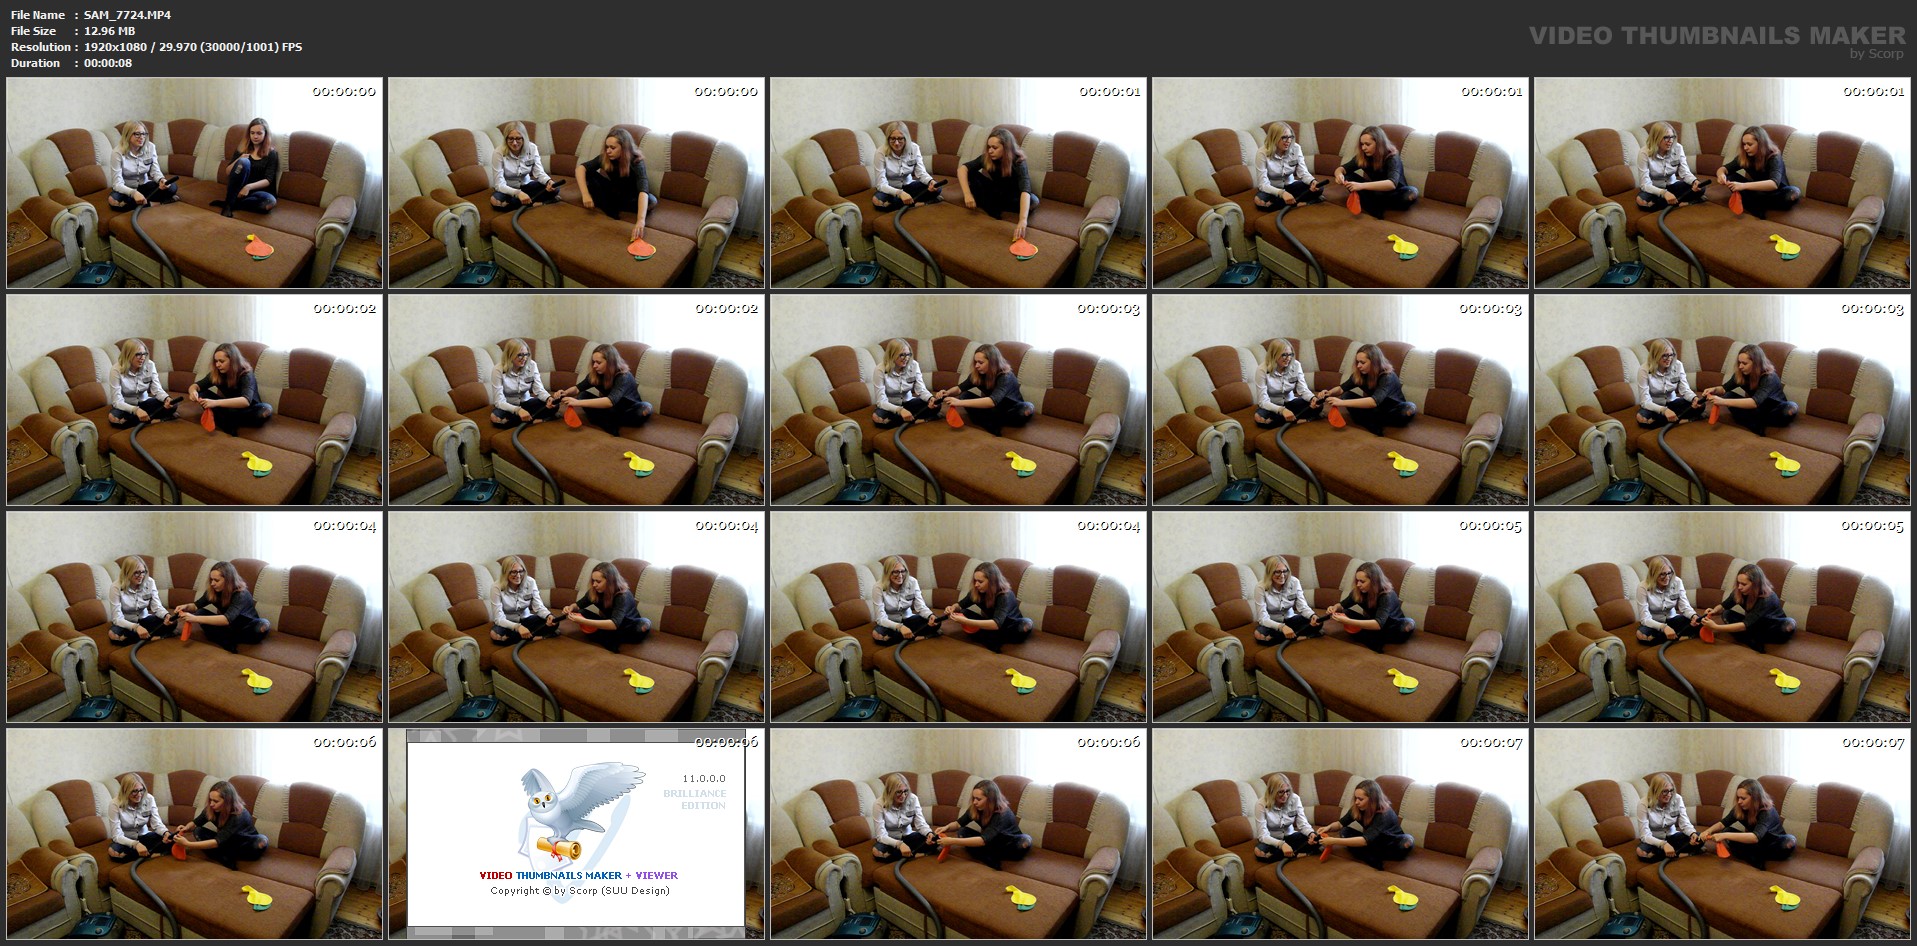 File Name : SAM_7724.MP4
File Size : 12.96 MB
Resolution : 1920x1080 / 29.970 (30000/1001) FPS
Duration : 00:00:08
VIDEO THUMBNAILS MAKER
by Scorp
00:00:00
00:00:00
00:00:01
00:00:01
00:00:01
00:00:02
00:00:02
00:00:03
00:00:03
00:00:03
00:00:04
00:00:04
00:00:04
00:00:05
00:00:05
00:00:06
00:00:06
11.0.0.0
BRILLIANCE
EDITION
VIDEO THUMBNAILS MAKER + VIEWER
Copyright © by Scorp (SUU Design)
00:00:06
00:00:07
00:00:07